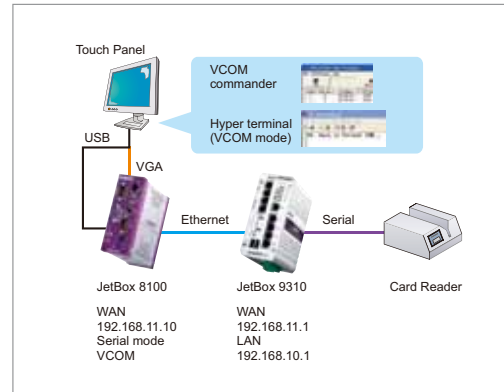 Touch Panel
VCOM
commander
Hyper terminal
(VCOM mode)
USB
VGA
Ethernet
Serial
JetBox 8100
JetBox 9310
Card Reader
WAN
192.168.11.10
Serial mode
VCOM
WAN
192.168.11.1
LAN
192.168.10.1